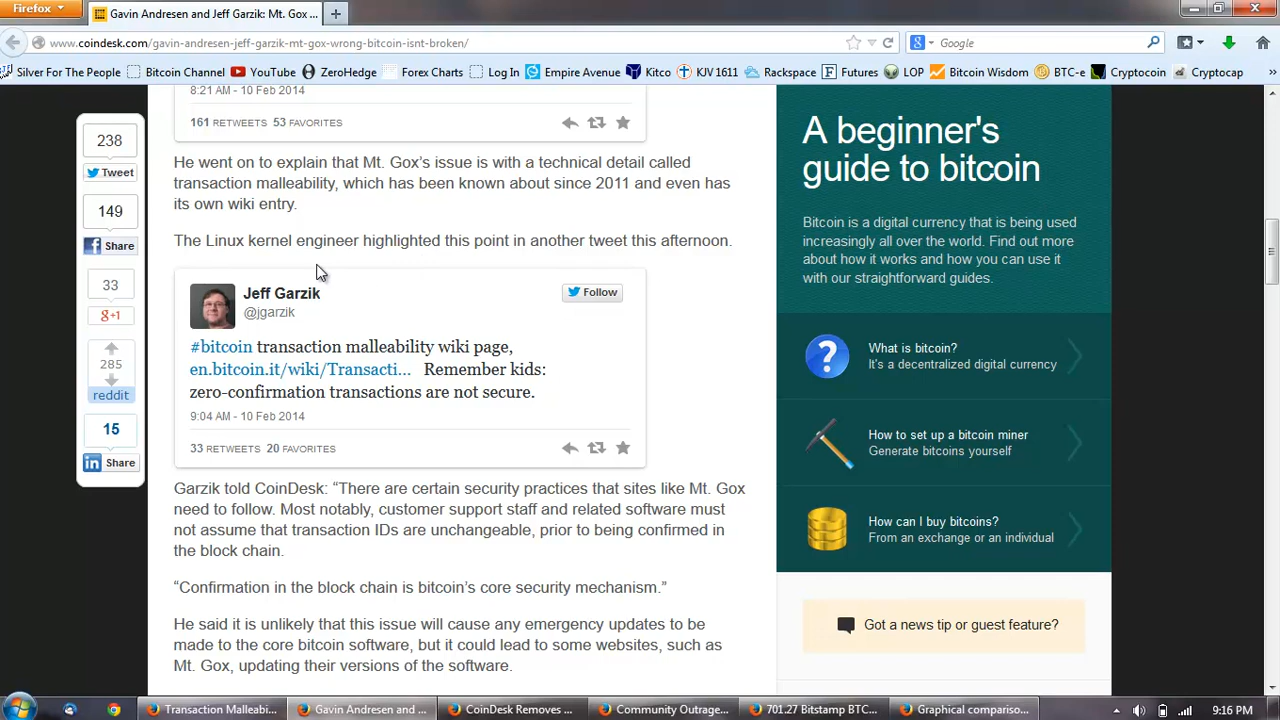 Firefox
Gavin Andresen and Jeff Garzik: Mt. Gox ...
www.coindesk.com/gavin-andresen-jeff-garzik-mt-gox-wrong-bitcoin-isnt-broken/
Google
Silver For The People
Bitcoin Channel
YouTube
ZeroHedge
Forex Charts
Log In
Empire Avenue
Kitco
KJV 1611
Rackspace
Futures
LOP
Bitcoin Wisdom
BTC-e
Cryptocoin
Cryptocap
»
238
Tweet
149
Share
33
+1
285
reddit
15
Share
8:21 AM - 10 Feb 2014
161 RETWEETS 53 FAVORITES
He went on to explain that Mt. Gox’s issue is with a technical detail called
transaction malleability, which has been known about since 2011 and even has
its own wiki entry.
The Linux kernel engineer highlighted this point in another tweet this afternoon.
Jeff Garzik
@jgarzik
Follow
#bitcoin transaction malleability wiki page,
en.bitcoin.it/wiki/Transacti... Remember kids:
zero-confirmation transactions are not secure.
9:04 AM - 10 Feb 2014
33 RETWEETS 20 FAVORITES
Garzik told CoinDesk: “There are certain security practices that sites like Mt. Gox
need to follow. Most notably, customer support staff and related software must
not assume that transaction IDs are unchangeable, prior to being confirmed in
the block chain.
“Confirmation in the block chain is bitcoin’s core security mechanism.”
He said it is unlikely that this issue will cause any emergency updates to be
made to the core bitcoin software, but it could lead to some websites, such as
Mt. Gox, updating their versions of the software.
A beginner's
guide to bitcoin
Bitcoin is a digital currency that is being used
increasingly all over the world. Find out more
about how it works and how you can use it
with our straightforward guides.
What is bitcoin?
It's a decentralized digital currency
How to set up a bitcoin miner
Generate bitcoins yourself
How can I buy bitcoins?
From an exchange or an individual
Got a news tip or guest feature?
Transaction Malleabi...
Gavin Andresen and ...
CoinDesk Removes ...
Community Outrage...
701.27 Bitstamp BTC...
Graphical compariso...
9:16 PM